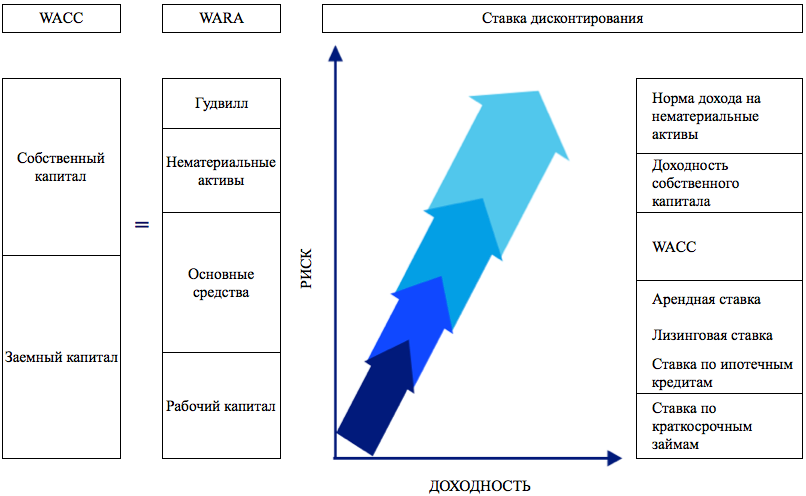 WACC
WARA
Ставка дисконтирования
Собственный
капитал
Заемный капитал
=
Гудвилл
Нематериальные
активы
Основные
средства
Рабочий капитал
РИСК
ДОХОДНОСТЬ
Норма дохода на
нематериальные
активы
Доходность
собственного
капитала
WACC
Арендная ставка
Лизинговая ставка
Ставка по ипотечным
кредитам
Ставка по
краткосрочным
займам